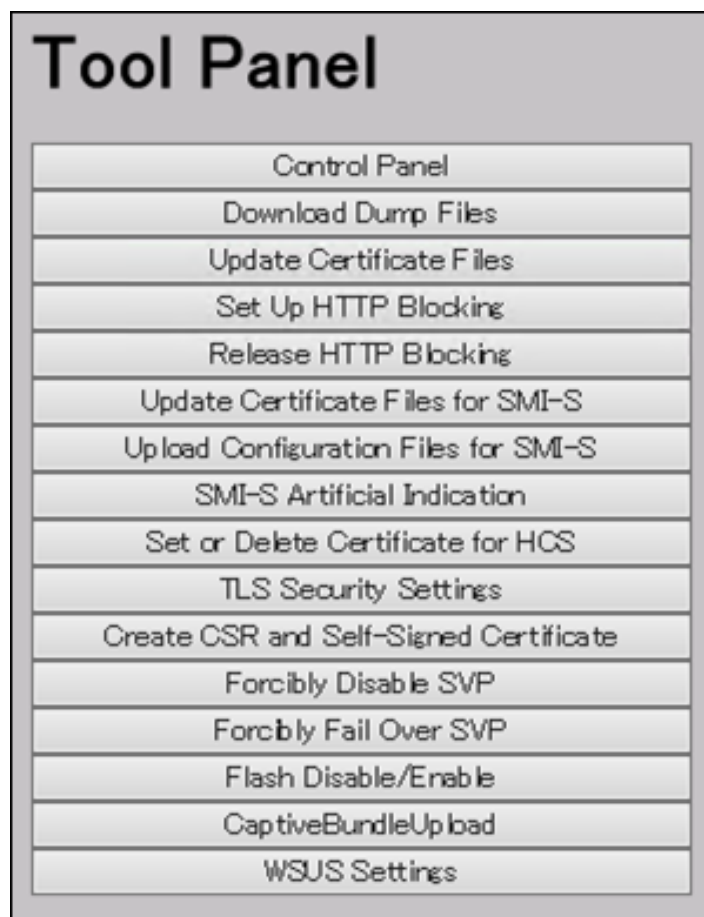 Tool Panel
Control Panel
Download Dump Files
Update Certificate Files
Set Up HTTP Blocking
Release HTTP Blocking
Update Certificate Files for SMI-S
Upload Configuration Files for SMI-S
SMI-S Artificial Indication
Set or Delete Certificate for HCS
TLS Security Settings
Create CSR and Self-Signed Certificate
Forcibly Disable SVP
Forcibly Fail Over SVP
Flash Disable/Enable
CaptiveBundleUpload
WSUS Settings